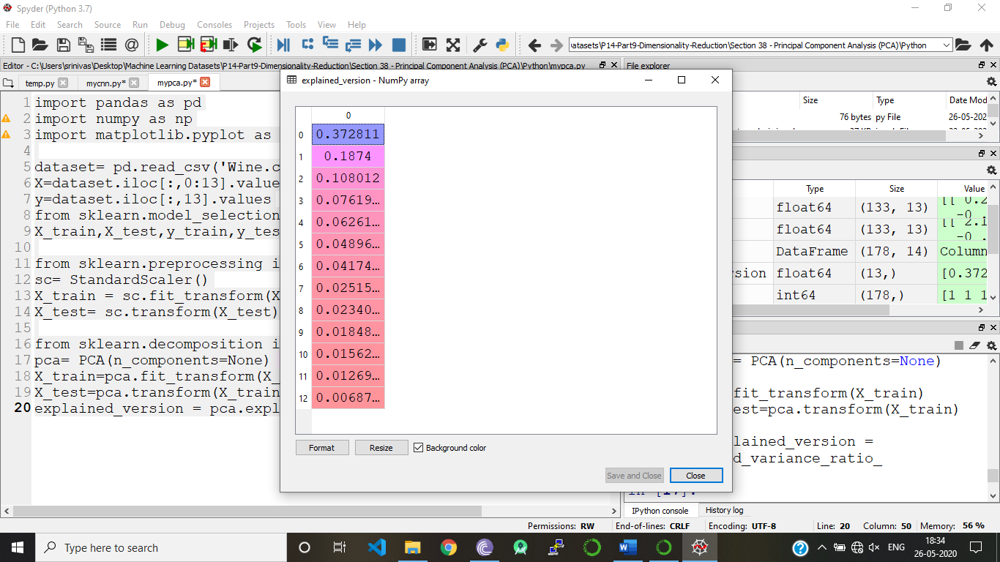 Spyder (Python 3.7)
File Edit Search Source Run Debug Consoles Projects Tools View Help
atasets\P14-Part9-Dimensionality-Reduction\Section 38 - Principal Component Analysis (PCA)\Python
Editor - C:\Users\srinivas\Desktop\Machine Learning Datasets\P14-Part9-Dimensionality-Reduction\Section 38 - Principal Component Analysis (PCA)\Python\mypca.py
temp.py mycnn.py* mypca.py*
1 import pandas as pd
2 import numpy as np
3 import matplotlib.pyplot as
4
5 dataset= pd.read_csv('Wine.c
6 X=dataset.iloc[:,0:13].value
7 y=dataset.iloc[:,13].values
8 from sklearn.model_selection
9 X_train,X_test,y_train,y_tes
10
11 from sklearn.preprocessing i
12 sc= StandardScaler()
13 X_train = sc.fit_transform(X
14 X_test= sc.transform(X_test)
15
16 from sklearn.decomposition i
17 pca= PCA(n_components=None)
18 X_train=pca.fit_transform(X_
19 X_test=pca.transform(X_train
20 explained_version = pca.expl
explained_version - NumPy array
0
0 0.372811
1 0.1874
2 0.108012
3 0.07619...
4 0.06261...
5 0.04896...
6 0.04174...
7 0.02515...
8 0.02340...
9 0.01848...
10 0.01562...
11 0.01269...
12 0.00687...
Format Resize Background color
Save and Close Close
File explorer
Size Type Date Mod
76 bytes py File 26-05-202
Type Size Value
float64 (133, 13) [[ 0.2
-0
float64 (133, 13) [[ 2.1
-0.
DataFrame (178, 14) Column
sion float64 (13,) [0.372
int64 (178,) [1 1 1
= PCA(n_components=None)
fit_transform(X_train)
est=pca.transform(X_train)
lained_version =
d_variance_ratio_
IPython console History log
Permissions: RW End-of-lines: CRLF Encoding: UTF-8 Line: 20 Column: 50 Memory: 56 %
Type here to search
ENG
18:34
26-05-2020